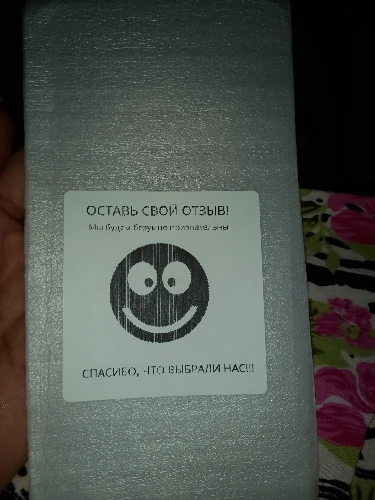 ОСТАВЬ СВОЙ ОТЗЫВ!
Мы будем безумно признательны
СПАСИБО, ЧТО ВЫБРАЛИ НАС!!!